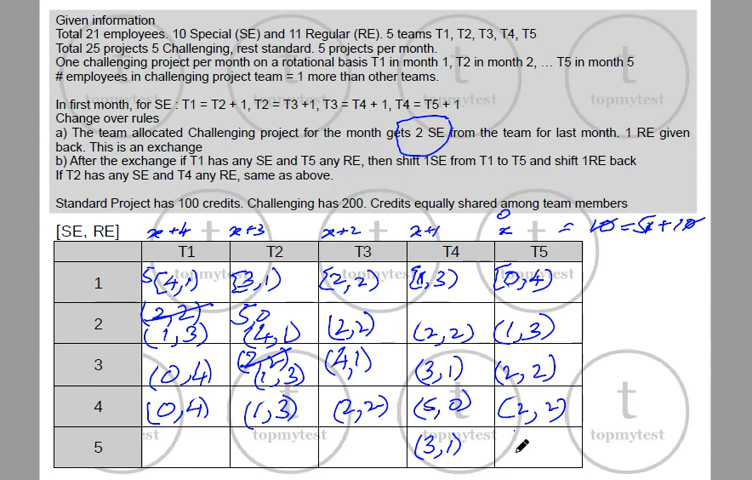 Given information
Total 21 employees. 10 Special (SE) and 11 Regular (RE). 5 teams T1, T2, T3, T4, T5
Total 25 projects 5 Challenging, rest standard. 5 projects per month.
One challenging project per month on a rotational basis T1 in month 1, T2 in month 2, ... T5 in month 5
# employees in challenging project team = 1 more than other teams.
In first month, for SE : T1 = T2 + 1, T2 = T3 +1, T3 = T4 + 1, T4 = T5 + 1
Change over rules
a) The team allocated Challenging project for the month gets 2 SE from the team for last month. 1 RE given
back. This is an exchange
b) After the exchange if T1 has any SE and T5 any RE, then shift 1SE from T1 to T5 and shift 1RE back
If T2 has any SE and T4 any RE, same as above.
Standard Project has 100 credits. Challenging has 200. Credits equally shared among team members
[SE, RE] x+4 x+3 x+2 x+1 0 x = 10 = 5x + 10
T1 T2 T3 T4 T5
1 5 [4,1) [3,1) [2,2) [1,3) [0,4)
2 (2,2) (1,3) 5,0 (4,1) (2,2) (2,2) (1,3)
3 (0,4) (2,2) (1,3) (4,1) (3,1) (2,2)
4 (0,4) (1,3) (2,2) (5,0) (2,2)
5 (3,1)
topmytest